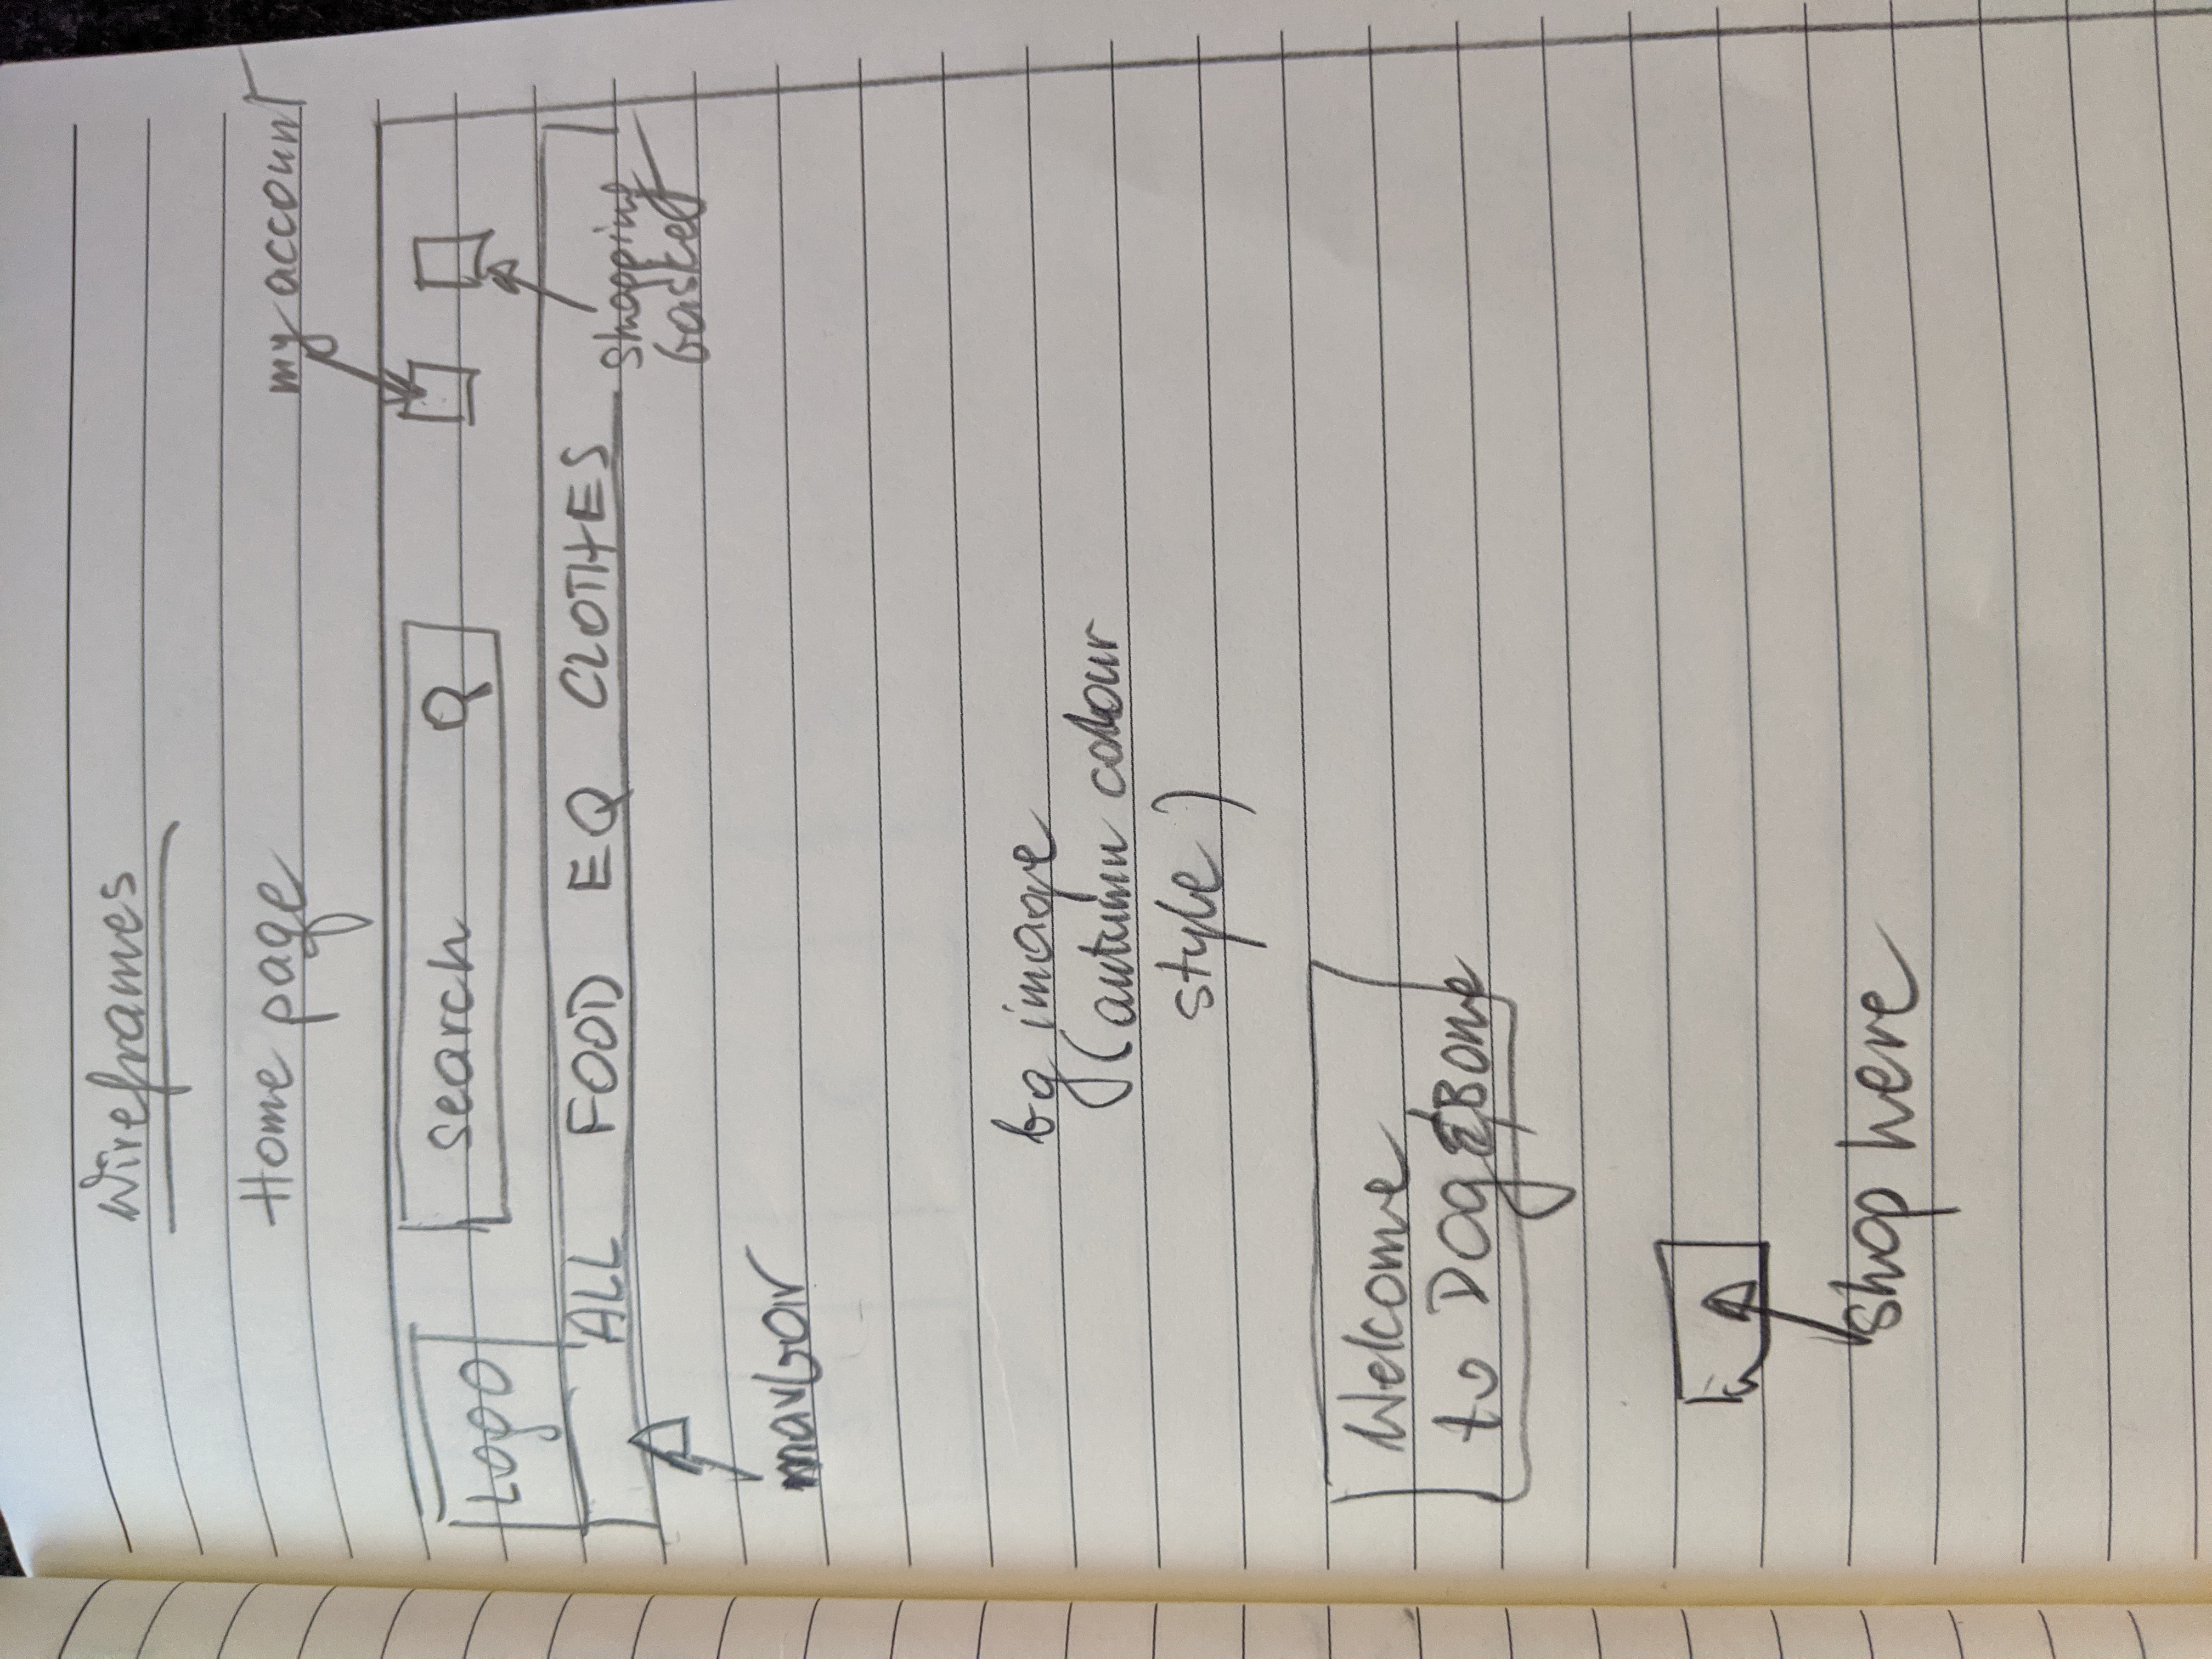 Wireframes
Home page
my account
Logo
search
ALL FOOD EQ CLOTHES
shopping
basket
navbar
bg image
(autumn colour
style)
Welcome
to Dog & Bone
shop here